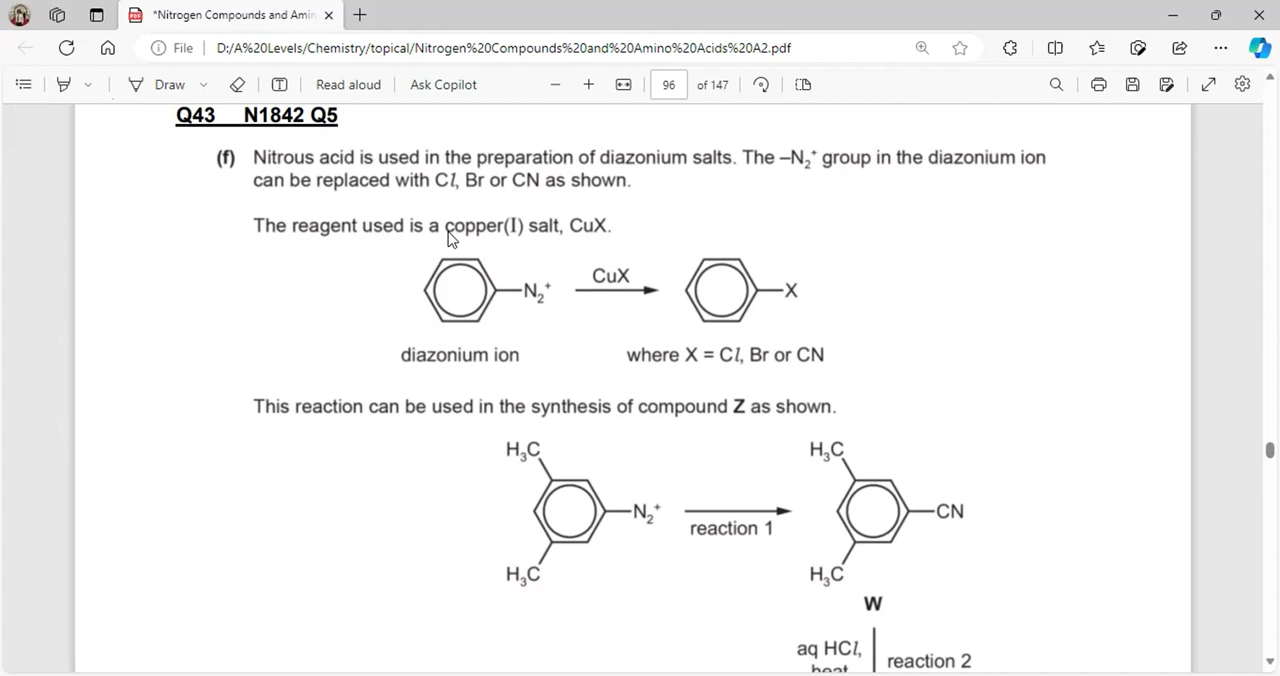 *Nitrogen Compounds and Amin
File D:/A%20Levels/Chemistry/topical/Nitrogen%20Compounds%20and%20Amino%20Acids%20A2.pdf
Draw Read aloud Ask Copilot 96 of 147
Q43 N1842 Q5
(f) Nitrous acid is used in the preparation of diazonium salts. The –N₂⁺ group in the diazonium ion
can be replaced with Cl, Br or CN as shown.
The reagent used is a copper(I) salt, CuX.
N₂⁺ CuX X
diazonium ion where X = Cl, Br or CN
This reaction can be used in the synthesis of compound Z as shown.
H₃C H₃C
N₂⁺ CN
reaction 1
H₃C H₃C
W
aq HCl,
heat reaction 2